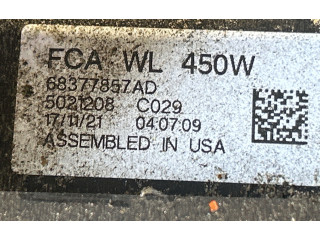 FCA WL 450W
68377857AD
5021208 C029
17/11/21 04:07:09
ASSEMBLED IN USA